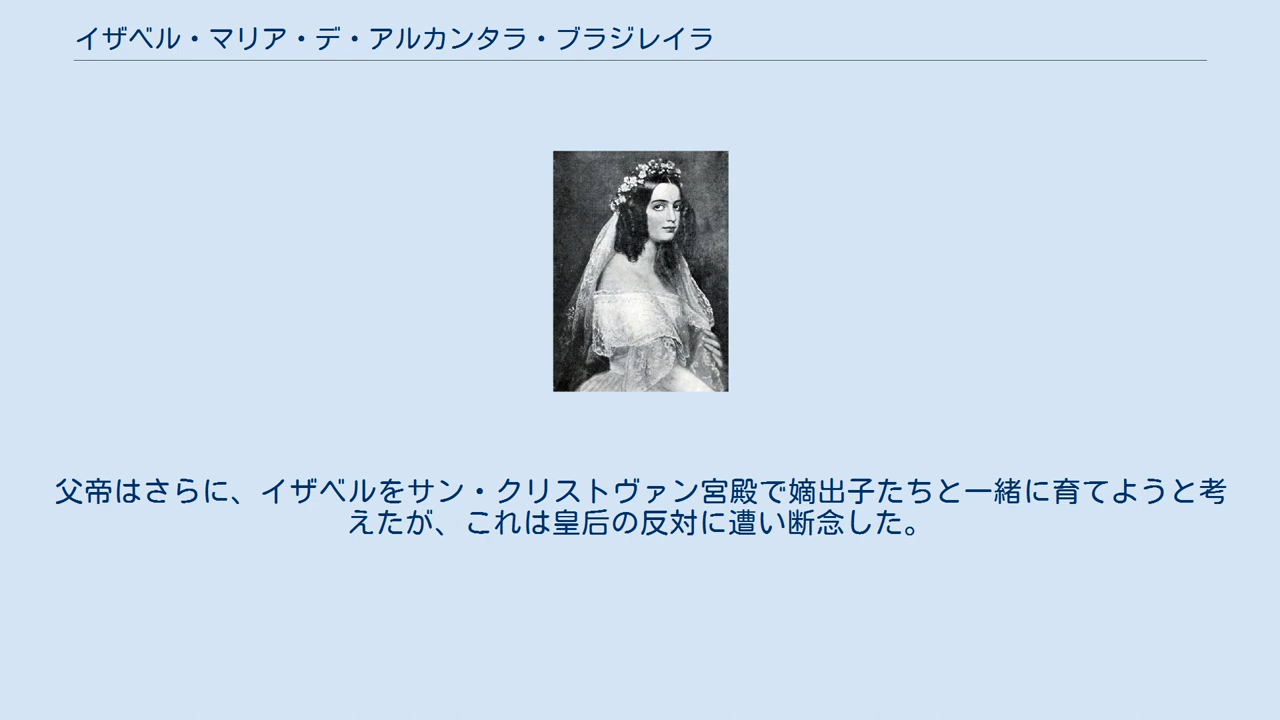 イザベル・マリア・デ・アルカンタラ・ブラジレイラ
父帝はさらに、イザベルをサン・クリストヴァン宮殿で嫡出子たちと一緒に育てようと考
えたが、これは皇后の反対に遭い断念した。